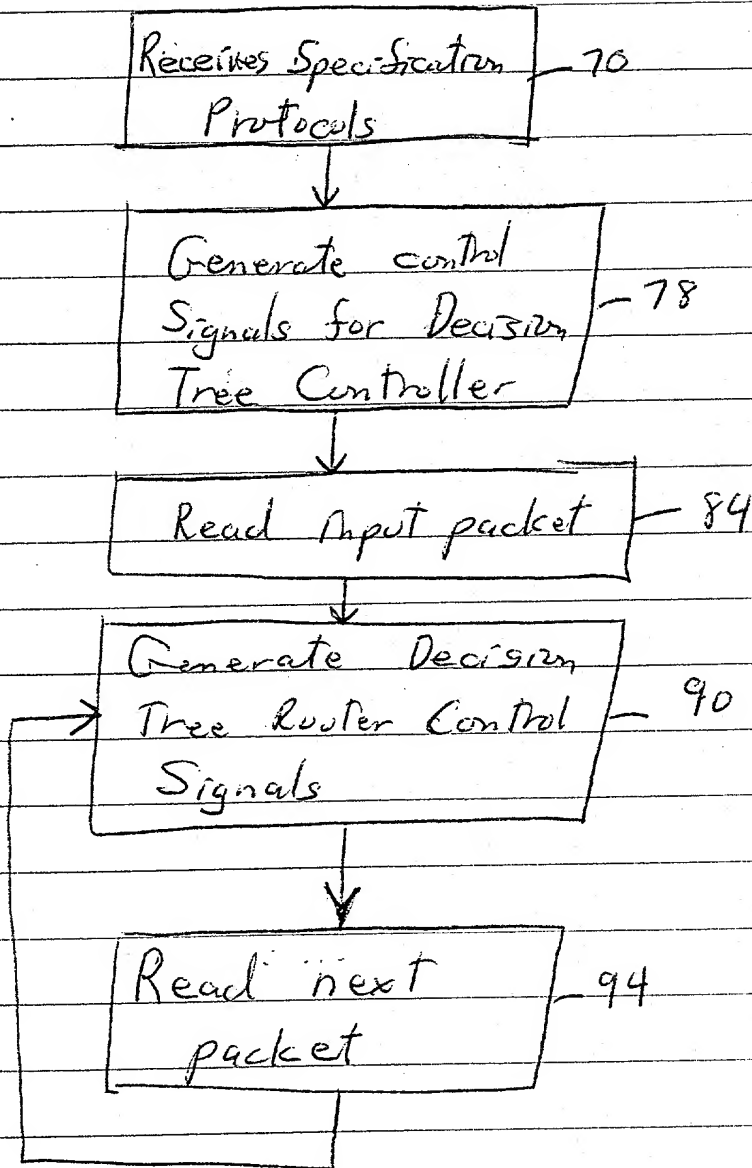 Receives Specification
Protocols
70
Generate control
Signals for Decision
Tree Controller
78
Read Input packet
84
Generate Decision
Tree Router Control
Signals
90
Read next
packet
94